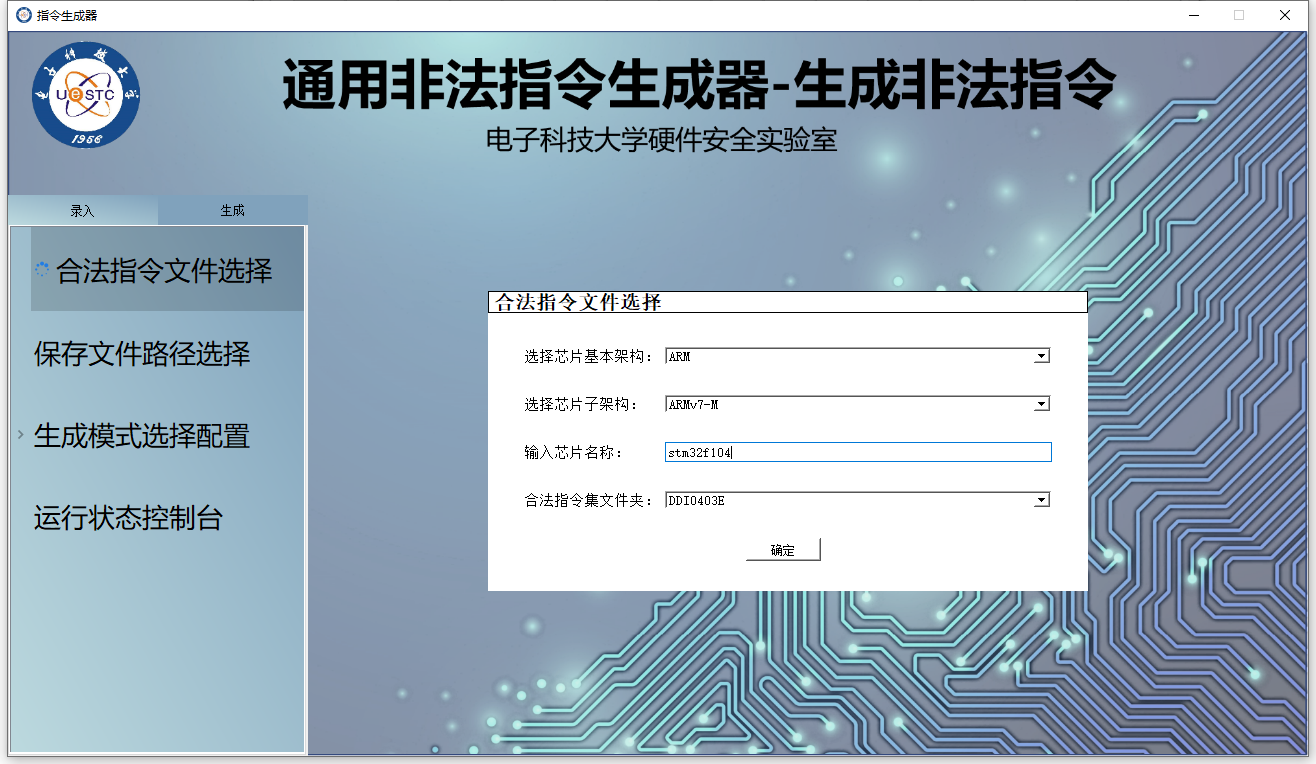 指令生成器
电子科技大
UeSTC
1956
通用非法指令生成器-生成非法指令
电子科技大学硬件安全实验室
录入
生成
合法指令文件选择
保存文件路径选择
生成模式选择配置
运行状态控制台
合法指令文件选择
选择芯片基本架构： ARM
选择芯片子架构： ARMv7-M
输入芯片名称： stm32f104
合法指令集文件夹： DDI0403E
确定